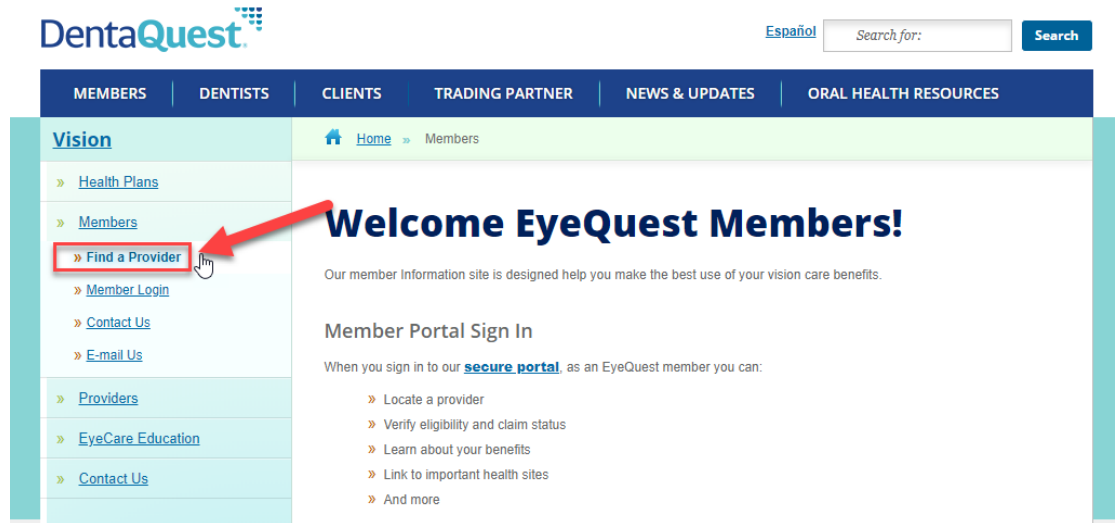 DentaQuest
Español
Search for:
Search
MEMBERS DENTISTS CLIENTS TRADING PARTNER NEWS & UPDATES ORAL HEALTH RESOURCES
Vision
» Health Plans
» Members
» Find a Provider
» Member Login
» Contact Us
» E-mail Us
» Providers
» EyeCare Education
» Contact Us
Home » Members
Welcome EyeQuest Members!
Our member Information site is designed help you make the best use of your vision care benefits.
Member Portal Sign In
When you sign in to our secure portal, as an EyeQuest member you can:
» Locate a provider
» Verify eligibility and claim status
» Learn about your benefits
» Link to important health sites
» And more